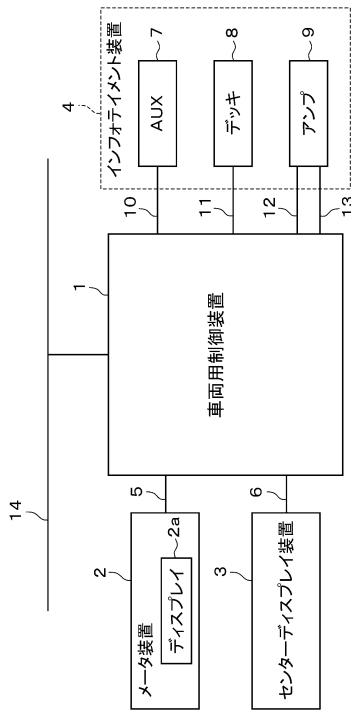 14
1
4
インフォテイメント装置
2
メータ装置
ディスプレイ
2a
5
車両用制御装置
10
AUX
7
11
デッキ
8
3
センターディスプレイ装置
6
12
13
アンプ
9